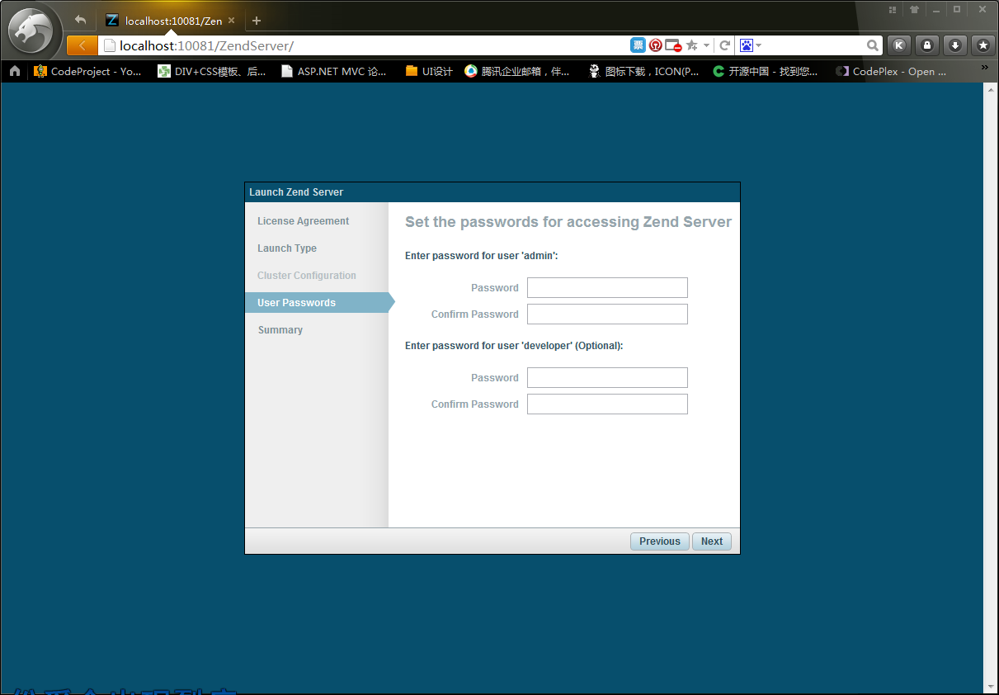 localhost:10081/Zen
localhost:10081/ZendServer/
票
K
CodeProject - Yo...
DIV+CSS模板、后...
ASP.NET MVC 论...
UI设计
腾讯企业邮箱，伴...
图标下载，ICON(P...
开源中国 - 找到您...
CodePlex - Open ...
Launch Zend Server
License Agreement
Launch Type
Cluster Configuration
User Passwords
Summary
Set the passwords for accessing Zend Server
Enter password for user 'admin':
Password
Confirm Password
Enter password for user 'developer' (Optional):
Password
Confirm Password
Previous
Next